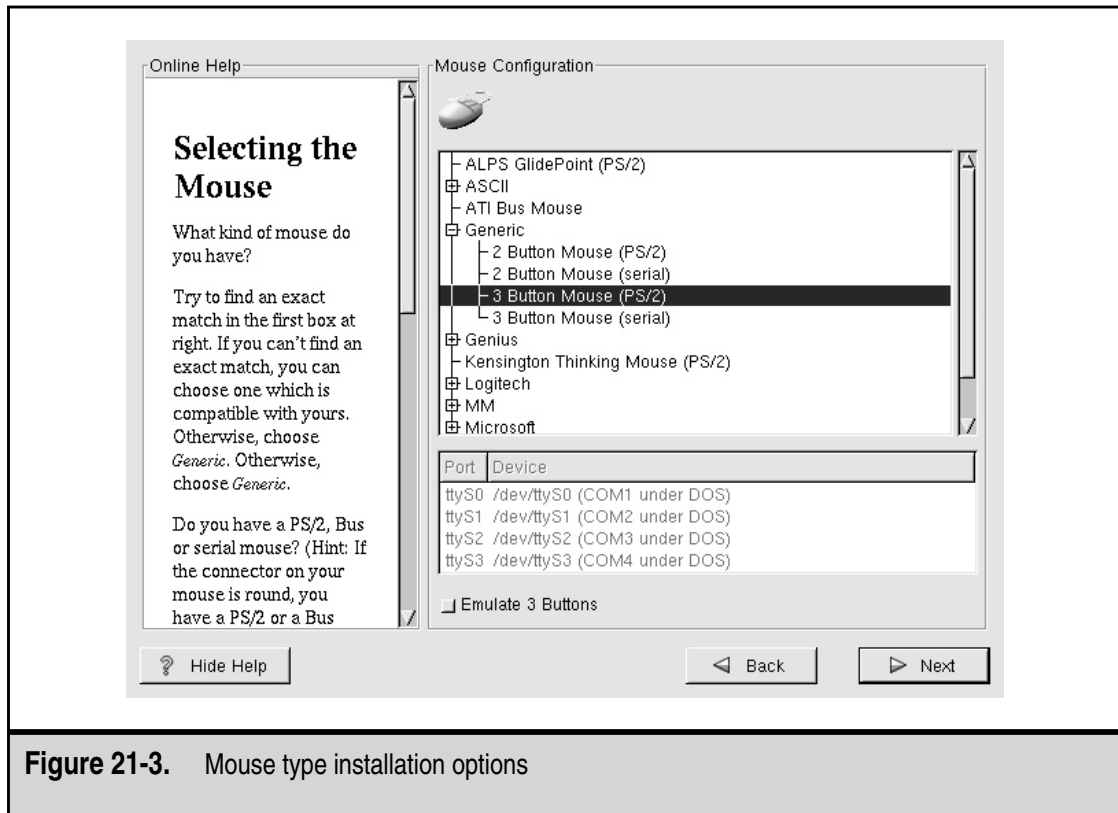 Online Help
Selecting the
Mouse
What kind of mouse do
you have?
Try to find an exact
match in the first box at
right. If you can't find an
exact match, you can
choose one which is
compatible with yours.
Otherwise, choose
Generic. Otherwise,
choose Generic.
Do you have a PS/2, Bus
or serial mouse? (Hint: If
the connector on your
mouse is round, you
have a PS/2 or a Bus
Mouse Configuration
ALPS GlidePoint (PS/2)
ASCII
ATI Bus Mouse
Generic
2 Button Mouse (PS/2)
2 Button Mouse (serial)
3 Button Mouse (PS/2)
3 Button Mouse (serial)
Genius
Kensington Thinking Mouse (PS/2)
Logitech
MM
Microsoft
Port Device
ttyS0 /dev/ttyS0 (COM1 under DOS)
ttyS1 /dev/ttyS1 (COM2 under DOS)
ttyS2 /dev/ttyS2 (COM3 under DOS)
ttyS3 /dev/ttyS3 (COM4 under DOS)
Emulate 3 Buttons
? Hide Help
Back
Next
Figure 21-3. Mouse type installation options